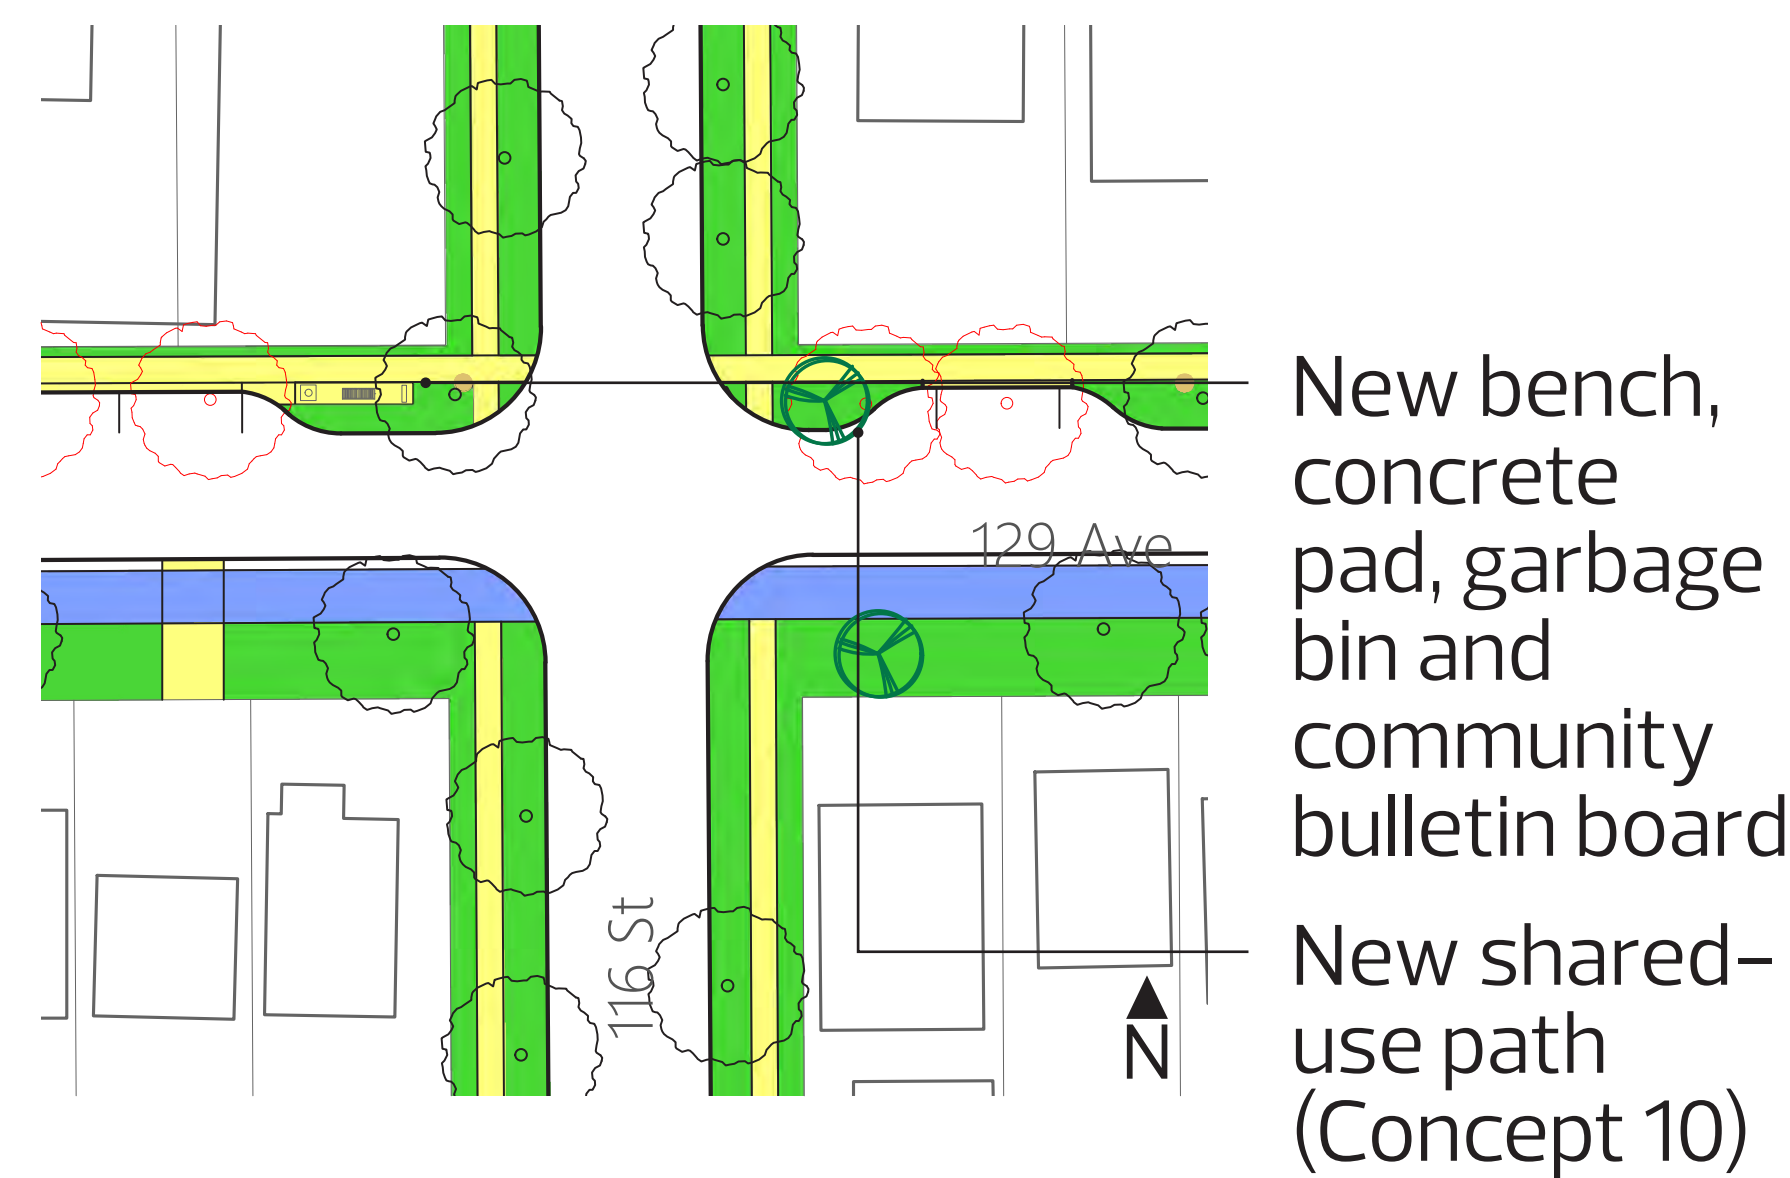 New bench,
concrete
pad, garbage
bin and
community
bulletin board
New shared-
use path
(Concept 10)
129 Ave
116 St
N